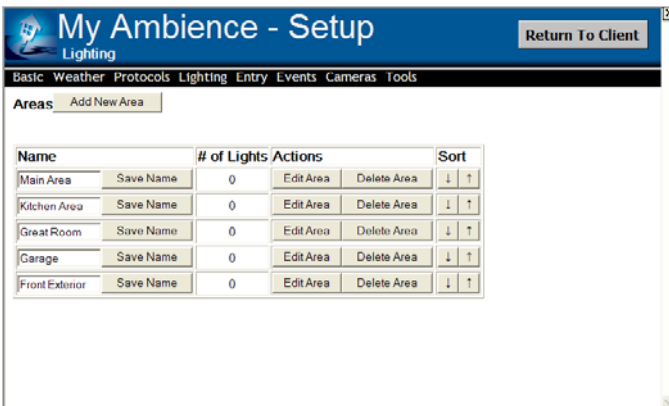 My Ambience - Setup
Lighting
Return To Client
Basic Weather Protocols Lighting Entry Events Cameras Tools
Areas Add New Area
Name # of Lights Actions Sort
Main Area Save Name 0 Edit Area Delete Area ↓ ↑
Kitchen Area Save Name 0 Edit Area Delete Area ↓ ↑
Great Room Save Name 0 Edit Area Delete Area ↓ ↑
Garage Save Name 0 Edit Area Delete Area ↓ ↑
Front Exterior Save Name 0 Edit Area Delete Area ↓ ↑